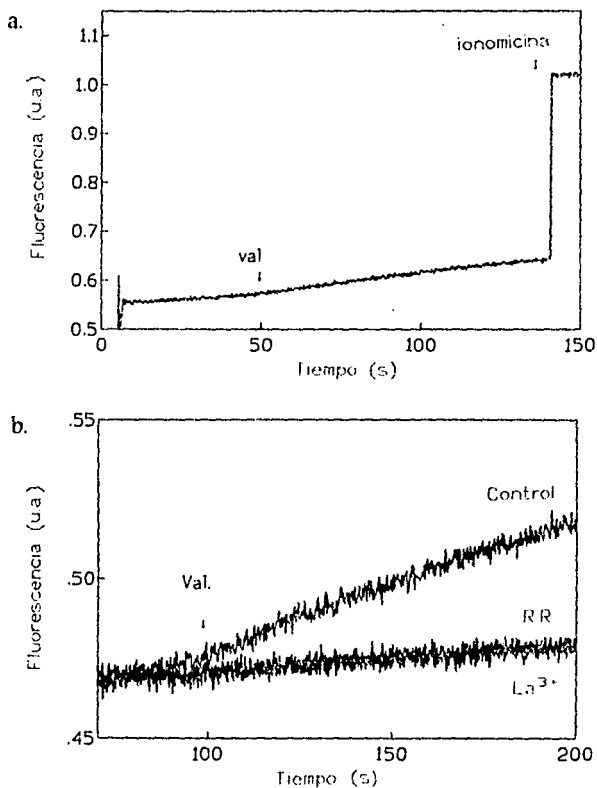 a.
Fluorescencia (u.a)
1.1
1.0
0.9
0.8
0.7
0.6
0.5
val
ionomicina
0
50
100
150
Tiempo (s)
b.
Fluorescencia (u.a)
.55
.50
.45
Val.
Control
RR
La³⁺
100
150
200
Tiempo (s)